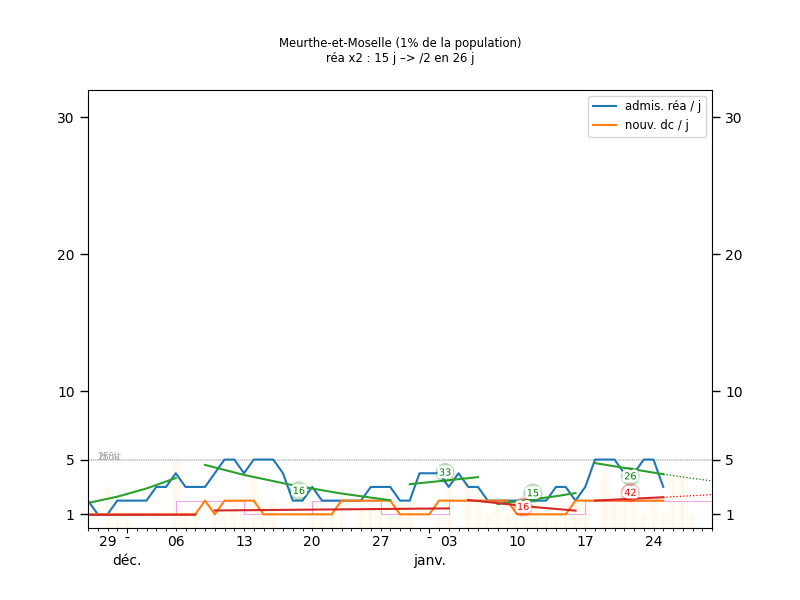 Meurthe-et-Moselle (1% de la population)
réa x2 : 15 j –> /2 en 26 j
admis. réa / j
nouv. dc / j
30 30
20 20
10 10
5 5
1 1
16 33 16 15 26 42
29 - 06 13 20 27 - 03 10 17 24
déc. janv.